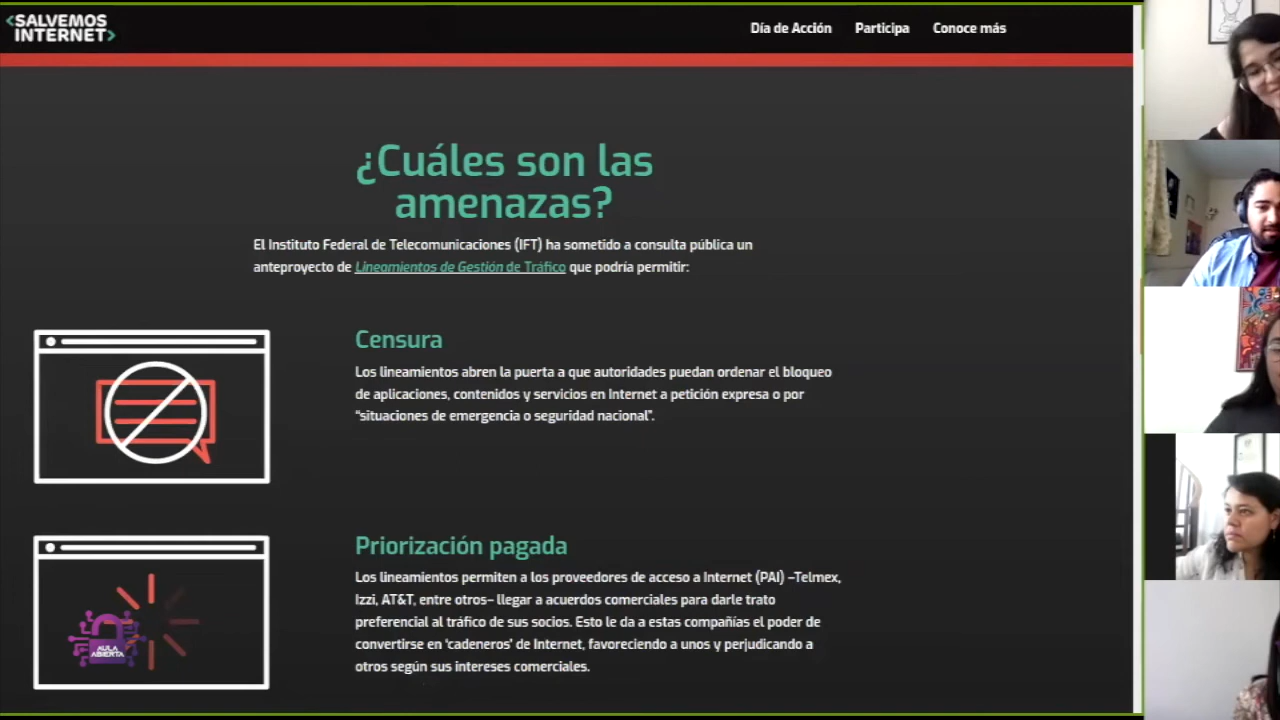 <SALVEMOS
INTERNET>
Día de Acción Participa Conoce más
¿Cuáles son las
amenazas?
El Instituto Federal de Telecomunicaciones (IFT) ha sometido a consulta pública un
anteproyecto de Lineamientos de Gestión de Tráfico que podría permitir:
Censura
Los lineamientos abren la puerta a que autoridades puedan ordenar el bloqueo
de aplicaciones, contenidos y servicios en Internet a petición expresa o por
“situaciones de emergencia o seguridad nacional”.
Priorización pagada
Los lineamientos permiten a los proveedores de acceso a Internet (PAI) –Telmex,
Izzi, AT&T, entre otros– llegar a acuerdos comerciales para darle trato
preferencial al tráfico de sus socios. Esto le da a estas compañías el poder de
convertirse en ‘cadeneros’ de Internet, favoreciendo a unos y perjudicando a
otros según sus intereses comerciales.
AULA
ABIERTA